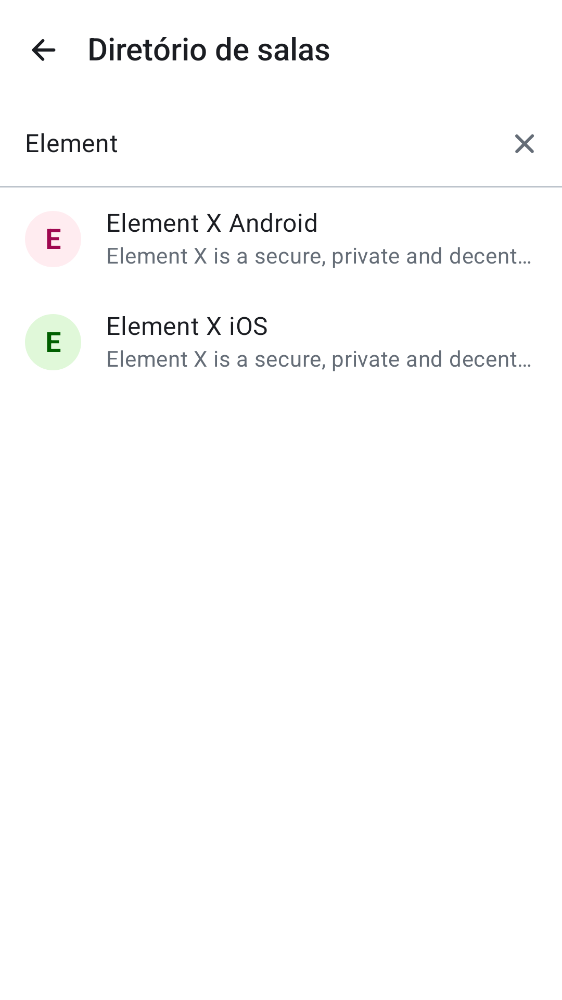 Diretório de salas
Element
E
Element X Android
Element X is a secure, private and decent...
E
Element X iOS
Element X is a secure, private and decent...